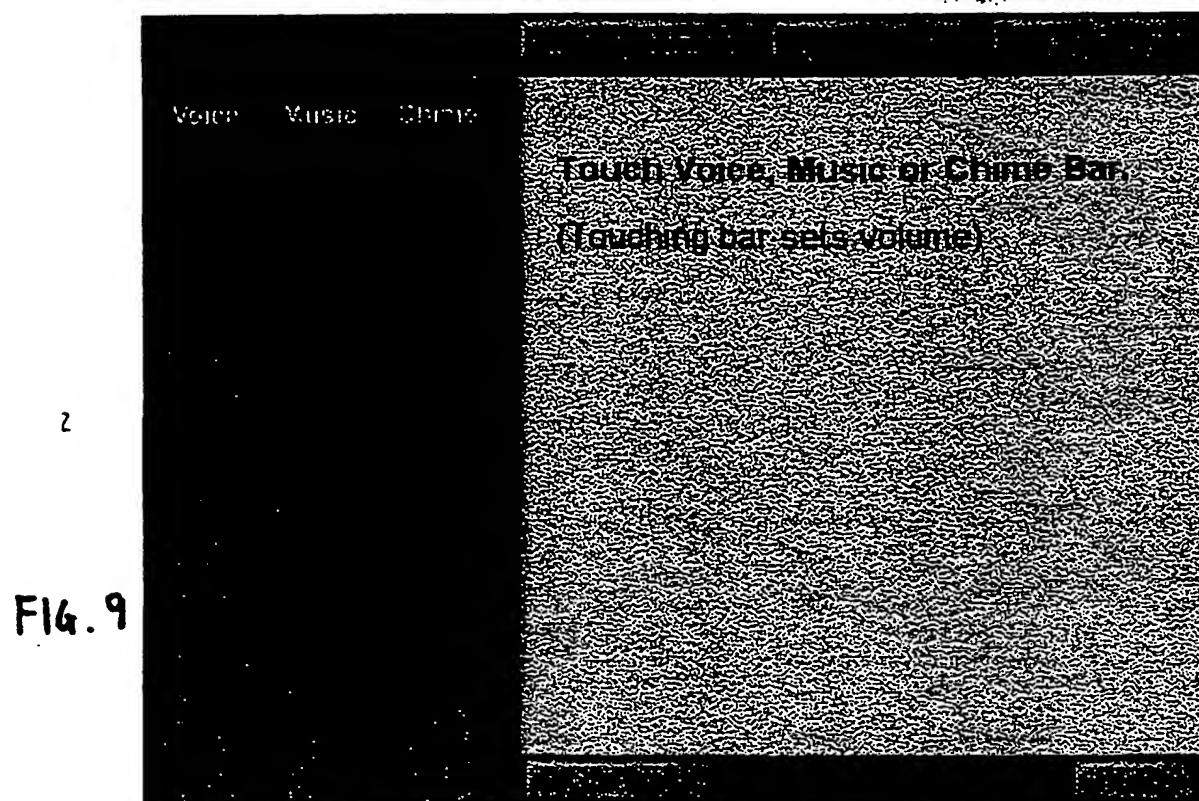 Voice Music Chime
Touch Voice, Music or Chime Bar.
(Touching bar sets volume)
FIG. 9